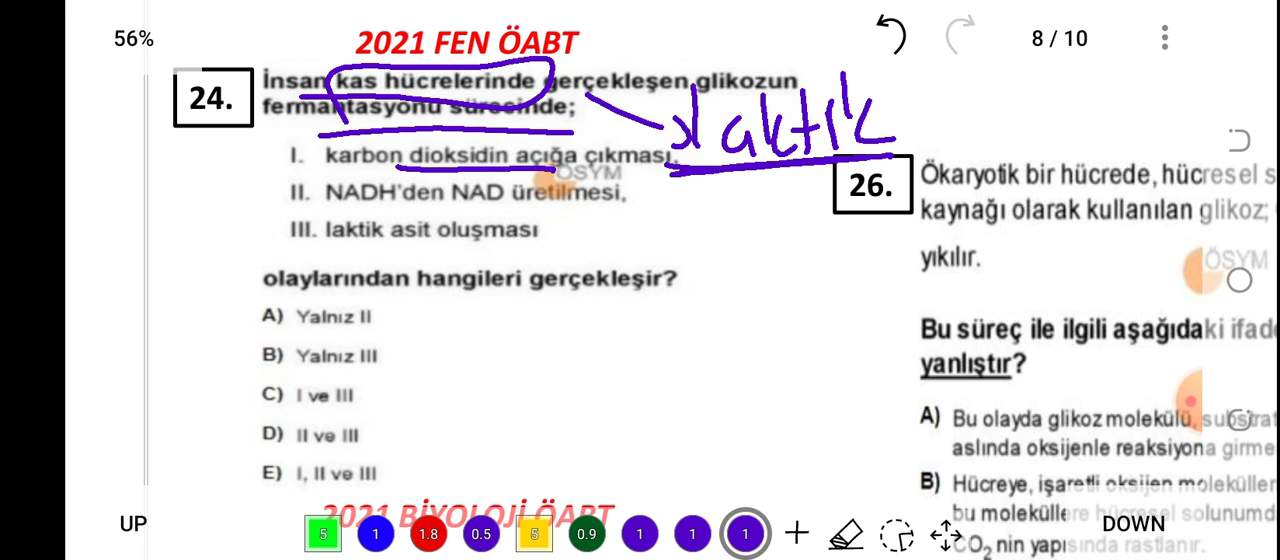 56%
2021 FEN ÖABT
8 / 10
24.
İnsan kas hücrelerinde gerçekleşen glikozun
fermantasyonu sürecinde;
laktik
I. karbon dioksidin açığa çıkması,
ÖSYM
II. NADH'den NAD üretilmesi,
III. laktik asit oluşması
olaylarından hangileri gerçekleşir?
A) Yalnız II
B) Yalnız III
C) I ve III
D) II ve III
E) I, II ve III
2021 BİYOLOJİ ÖABT
26.
Ökaryotik bir hücrede, hücresel s
kaynağı olarak kullanılan glikoz;
yıkılır.
ÖSYM
Bu süreç ile ilgili aşağıdaki ifad
yanlıştır?
A) Bu olayda glikoz molekülü, substrat
aslında oksijenle reaksiyona girme
B) Hücreye, işaretli oksijen moleküller
bu moleküllere hücresel solunumd
CO₂ nin yapısında rastlanır.
UP
5 1 1.8 0.5 5 0.9 1 1 1
DOWN